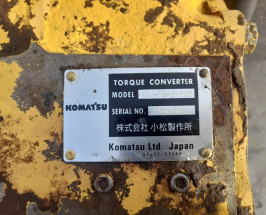 TORQUE CONVERTER
MODEL
KOMATSU
SERIAL NO.
株式会社 小松製作所
Komatsu Ltd. Japan